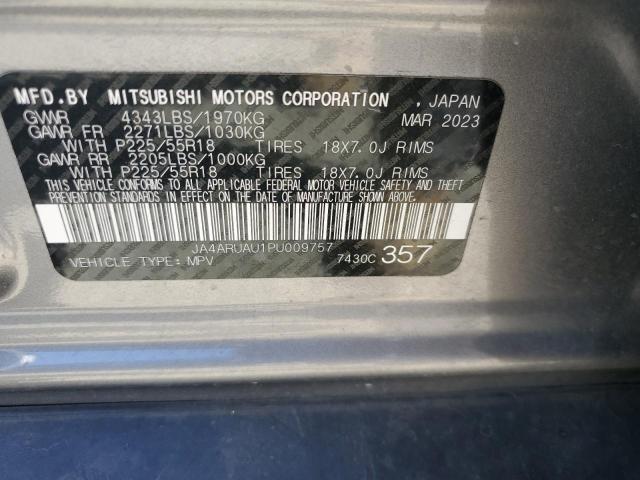 MFD.BY MITSUBISHI MOTORS CORPORATION , JAPAN
GVWR 4343LBS/1970KG MAR 2023
GAWR FR 2271LBS/1030KG
WITH P225/55R18 TIRES 18X7.0J RIMS
GAWR RR 2205LBS/1000KG
WITH P225/55R18 TIRES 18X7.0J RIMS
THIS VEHICLE CONFORMS TO ALL APPLICABLE FEDERAL MOTOR VEHICLE SAFETY AND THEFT
PREVENTION STANDARDS IN EFFECT ON THE DATE OF MANUFACTURE SHOWN ABOVE.
JA4ARUAU1PU009757
VEHICLE TYPE: MPV 7430C 357